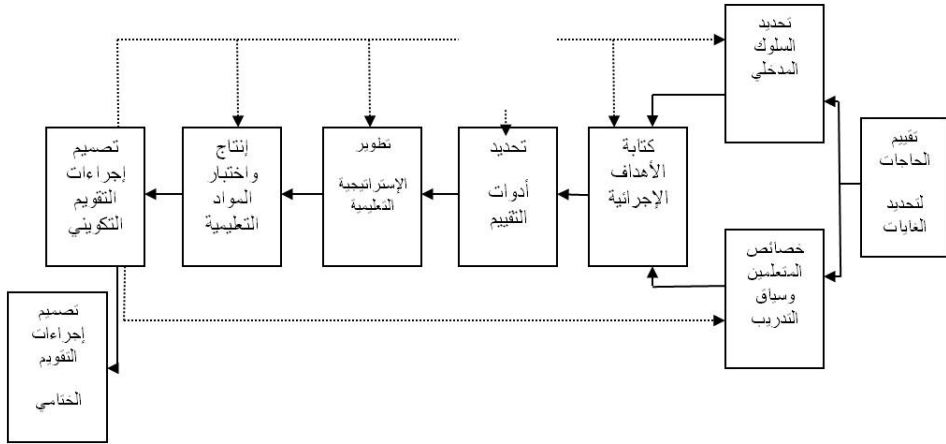 تقييم
الحاجات
لتحديد
الغايات
تحديد
السلوك
المدخلي
خصائص
المتعلمين
وسياق
التدريب
كتابة
الأهداف
الإجرائية
تحديد
أدوات
التقييم
تطوير
الإستراتيجية
التعليمية
إنتاج
واختبار
المواد
التعليمية
تصميم
إجراءات
التقويم
التكويني
تصميم
إجراءات
التقويم
الختامي